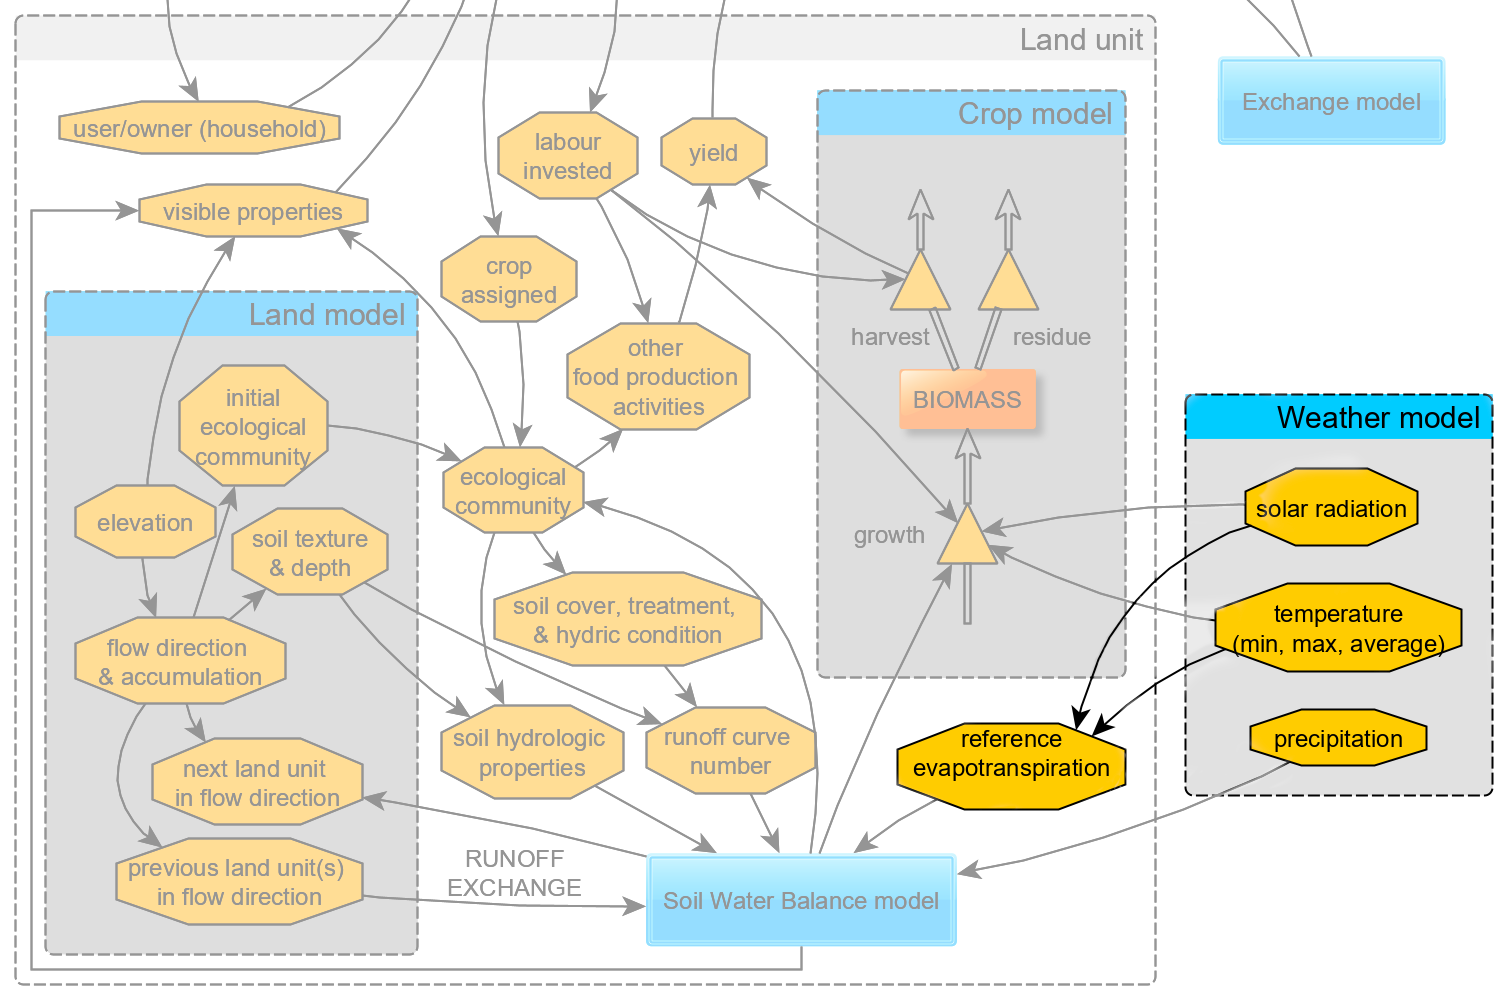 Land unit
Exchange model
user/owner (household)
labour
invested
yield
Crop model
visible properties
crop
assigned
Land model
harvest
residue
other
food production
activities
BIOMASS
initial
ecological
community
Weather model
ecological
community
elevation
soil texture
& depth
growth
solar radiation
soil cover, treatment,
& hydric condition
temperature
(min, max, average)
flow direction
& accumulation
soil hydrologic
properties
runoff curve
number
reference
evapotranspiration
precipitation
next land unit
in flow direction
previous land unit(s)
in flow direction
RUNOFF
EXCHANGE
Soil Water Balance model